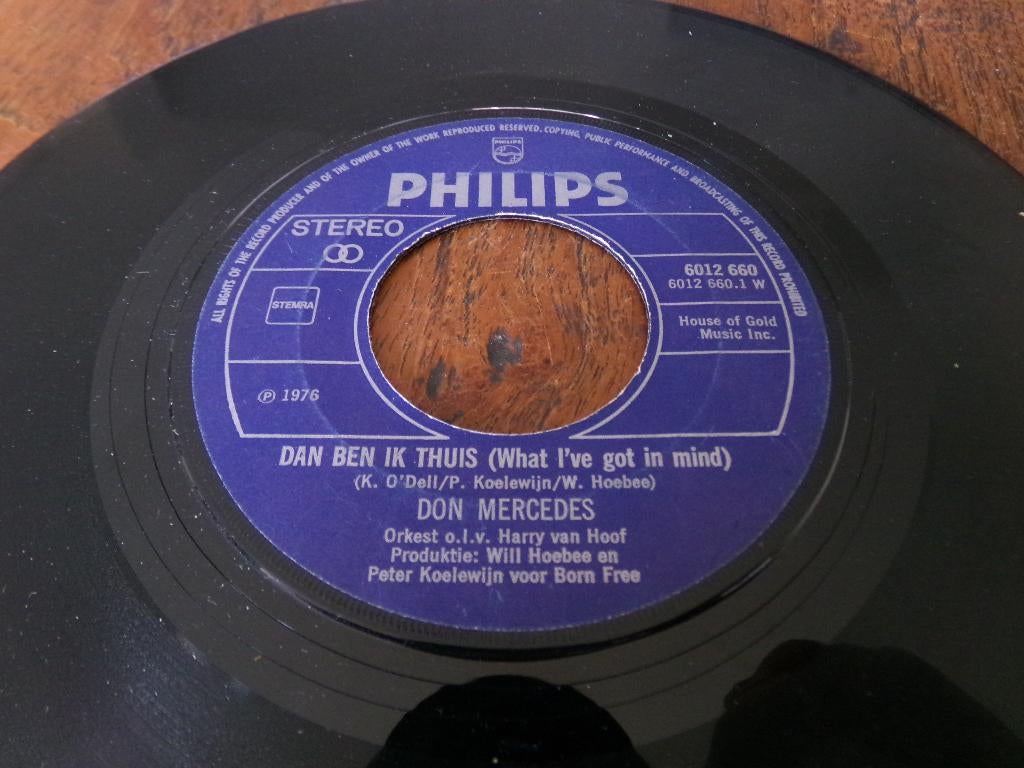 ALL RIGHTS OF THE RECORD PRODUCER AND OF THE OWNER OF THE WORK REPRODUCED RESERVED. COPYING, PUBLIC PERFORMANCE AND BROADCASTING OF THIS RECORD PROHIBITED
PHILIPS
PHILIPS
STEREO
6012 660
6012 660.1 W
STEMRA
House of Gold
Music Inc.
℗ 1976
DAN BEN IK THUIS (What I've got in mind)
(K. O'Dell/P. Koelewijn/W. Hoebee)
DON MERCEDES
Orkest o.l.v. Harry van Hoof
Produktie: Will Hoebee en
Peter Koelewijn voor Born Free